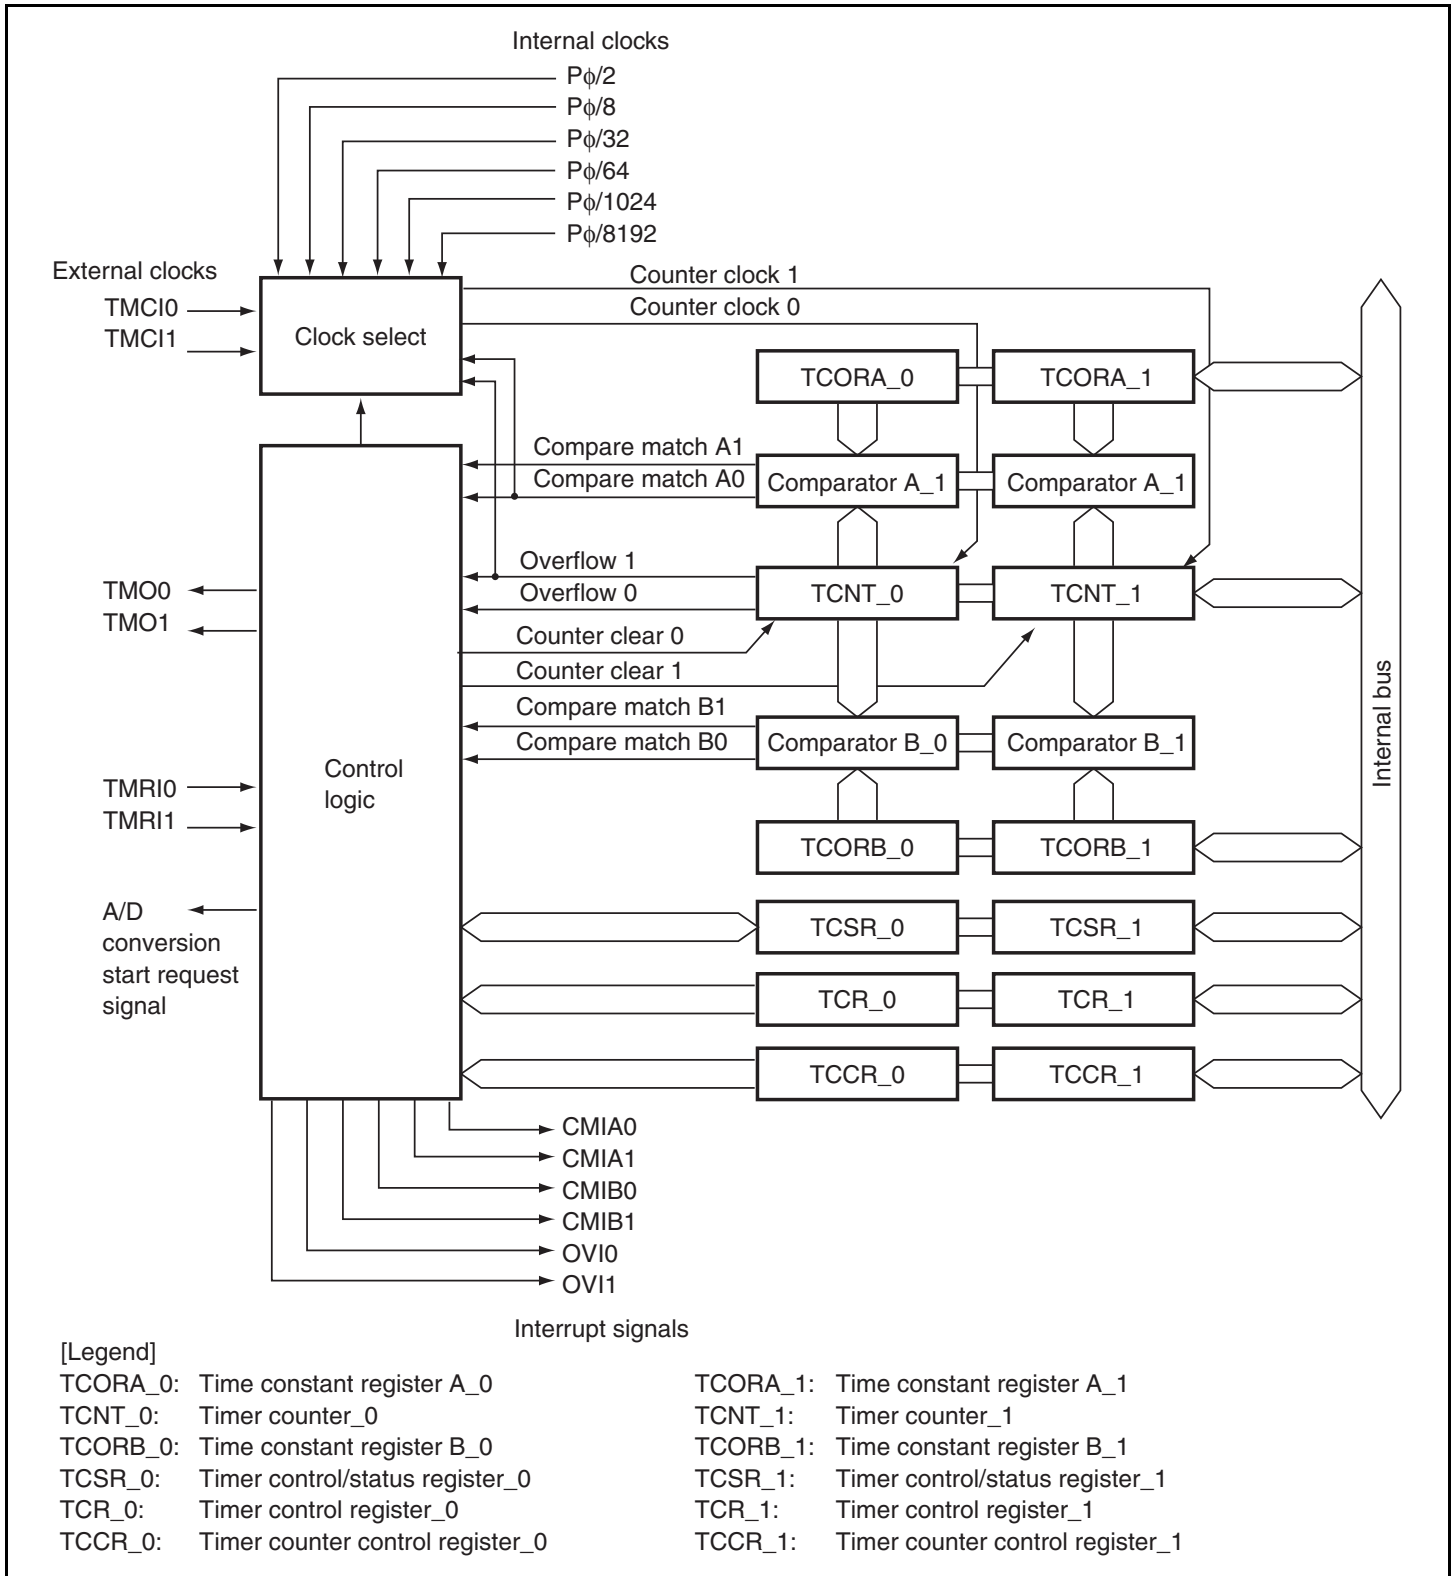 Internal clocks
Pϕ/2
Pϕ/8
Pϕ/32
Pϕ/64
Pϕ/1024
Pϕ/8192
External clocks
TMCI0
TMCI1
Clock select
Counter clock 1
Counter clock 0
TCORA_0
TCORA_1
Compare match A1
Compare match A0
Comparator A_1
Comparator A_1
Overflow 1
Overflow 0
TCNT_0
TCNT_1
TMO0
TMO1
Counter clear 0
Counter clear 1
Compare match B1
Compare match B0
Comparator B_0
Comparator B_1
Internal bus
Control
logic
TMRI0
TMRI1
TCORB_0
TCORB_1
A/D
conversion
start request
signal
TCSR_0
TCSR_1
TCR_0
TCR_1
TCCR_0
TCCR_1
CMIA0
CMIA1
CMIB0
CMIB1
OVI0
OVI1
Interrupt signals
[Legend]
TCORA_0: Time constant register A_0
TCNT_0: Timer counter_0
TCORB_0: Time constant register B_0
TCSR_0: Timer control/status register_0
TCR_0: Timer control register_0
TCCR_0: Timer counter control register_0
TCORA_1: Time constant register A_1
TCNT_1: Timer counter_1
TCORB_1: Time constant register B_1
TCSR_1: Timer control/status register_1
TCR_1: Timer control register_1
TCCR_1: Timer counter control register_1